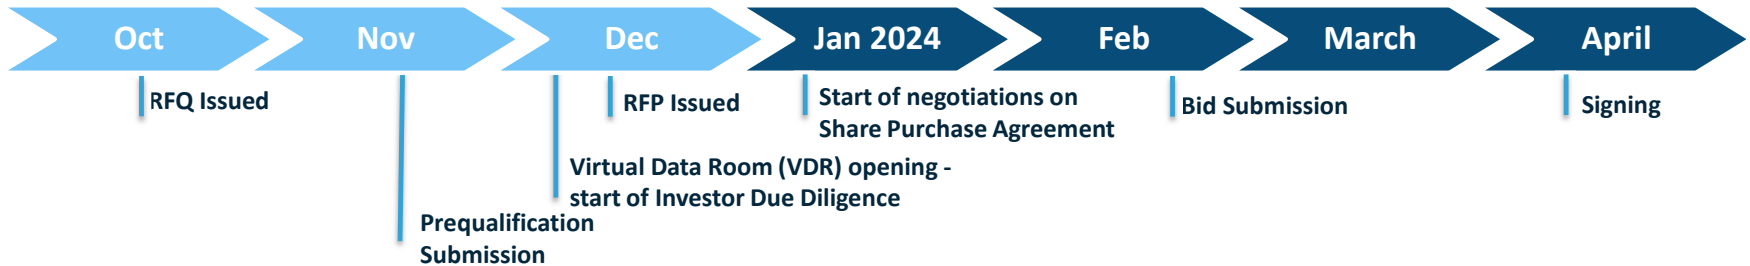 Oct
Nov
Dec
Jan 2024
Feb
March
April
RFQ Issued
Prequalification
Submission
Virtual Data Room (VDR) opening -
start of Investor Due Diligence
RFP Issued
Start of negotiations on
Share Purchase Agreement
Bid Submission
Signing